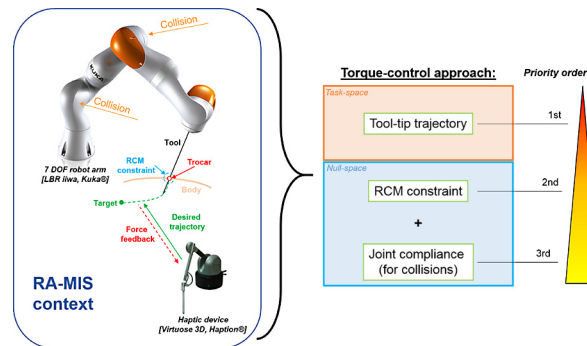 Collision
KUKA
Collision
Tool
7 DOF robot arm
[LBR iiwa, Kuka®]
RCM
constraint
Trocar
Body
Target
Desired
trajectory
Force
feedback
RA-MIS
context
Haptic device
[Virtuose 3D, Haption®]
Torque-control approach:
Priority order
Task-space
Tool-tip trajectory
1st
Null-space
RCM constraint
2nd
+
Joint compliance
(for collisions)
3rd